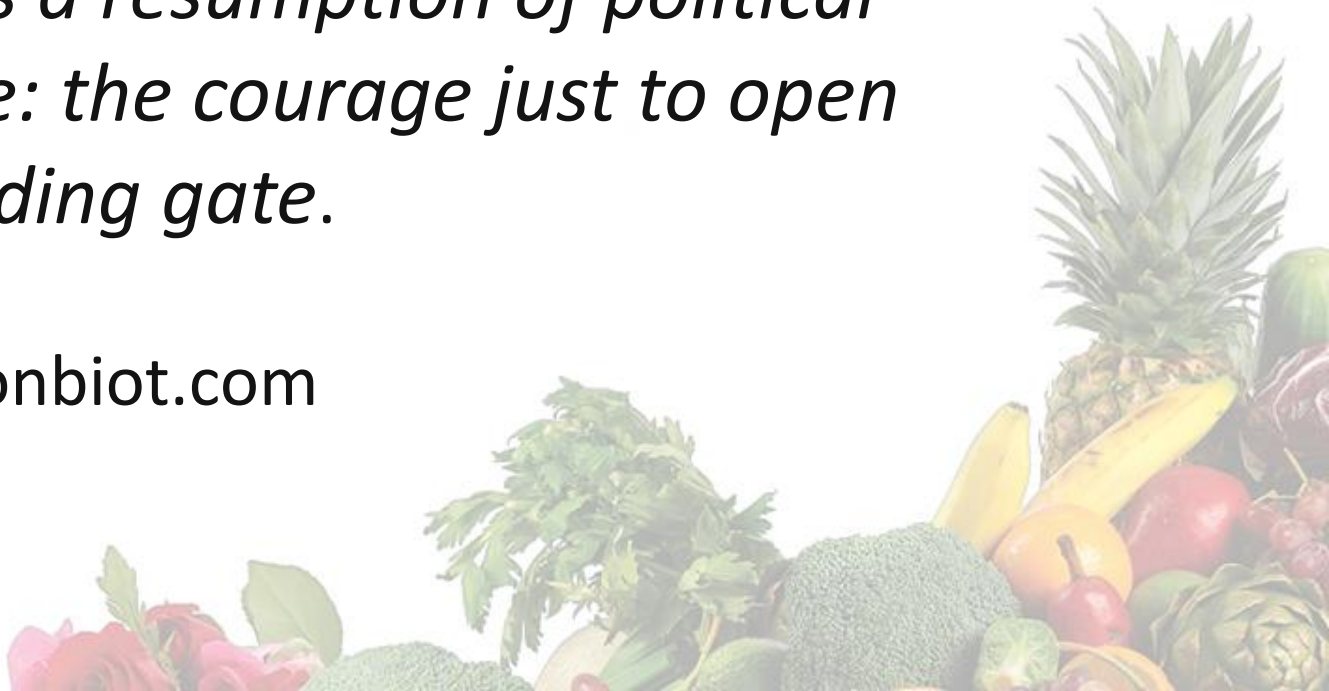 s a resumption of political
e: the courage just to open
ding gate.
onbiot.com